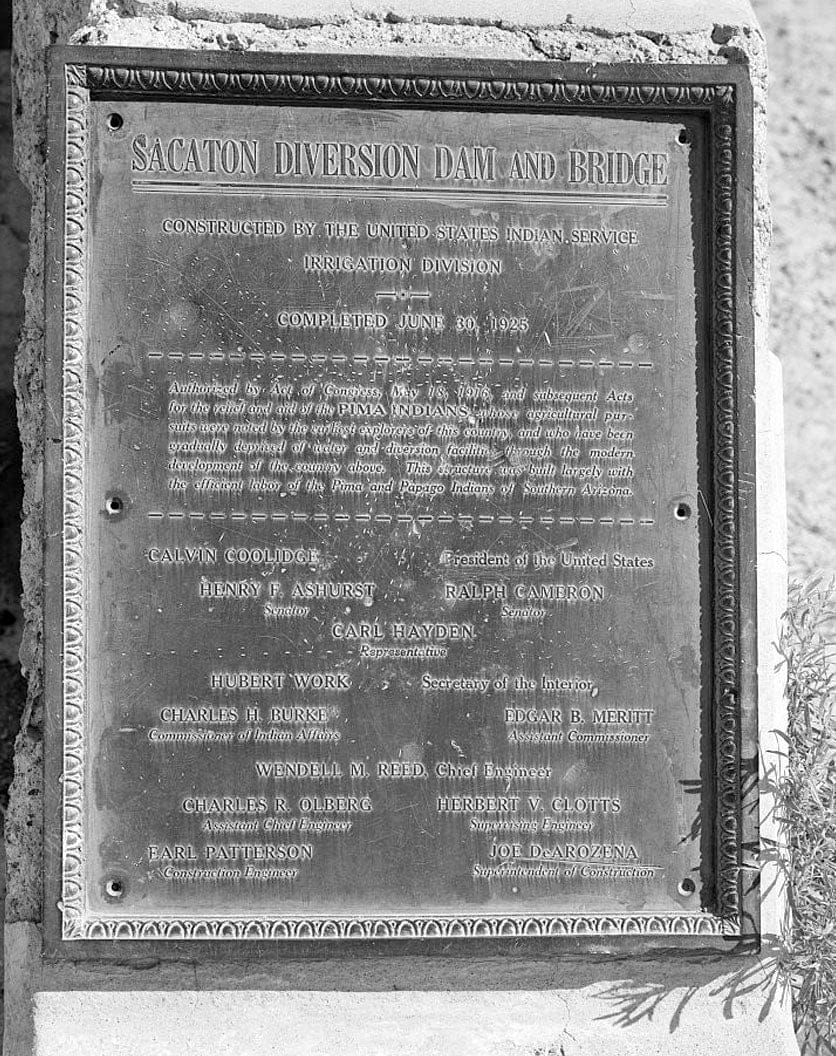 SACATON DIVERSION DAM AND BRIDGE
CONSTRUCTED BY THE UNITED STATES INDIAN SERVICE
IRRIGATION DIVISION
COMPLETED JUNE 30, 1925
Authorized by Act of Congress, May 18, 1916, and subsequent Acts
for the relief and aid of the PIMA INDIANS, whose agricultural pur-
suits were noted by the earliest explorers of this country, and who have been
gradually deprived of water and diversion facilities through the modern
development of the country above. This structure was built largely with
the efficient labor of the Pima and Papago Indians of Southern Arizona.
CALVIN COOLIDGE President of the United States
HENRY F. ASHURST RALPH CAMERON
Senator Senator
CARL HAYDEN
Representative
HUBERT WORK Secretary of the Interior
CHARLES H. BURKE EDGAR B. MERITT
Commissioner of Indian Affairs Assistant Commissioner
WENDELL M. REED, Chief Engineer
CHARLES R. OLBERG HERBERT V. CLOTTS
Assistant Chief Engineer Supervising Engineer
EARL PATTERSON JOE DeAROZENA
Construction Engineer Superintendent of Construction